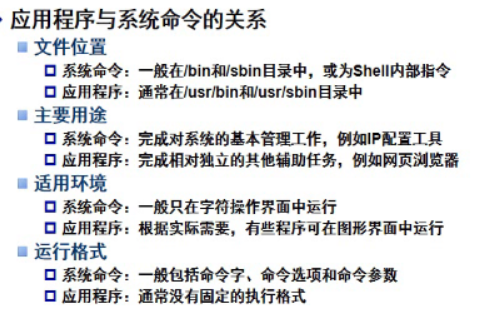 应用程序与系统命令的关系
文件位置
系统命令：一般在/bin和/sbin目录中，或为Shell内部指令
应用程序：通常在/usr/bin和/usr/sbin目录中
主要用途
系统命令：完成对系统的基本管理工作，例如IP配置工具
应用程序：完成相对独立的其他辅助任务，例如网页浏览器
适用环境
系统命令：一般只在字符操作界面中运行
应用程序：根据实际需要，有些程序可在图形界面中运行
运行格式
系统命令：一般包括命令字、命令选项和命令参数
应用程序：通常没有固定的执行格式